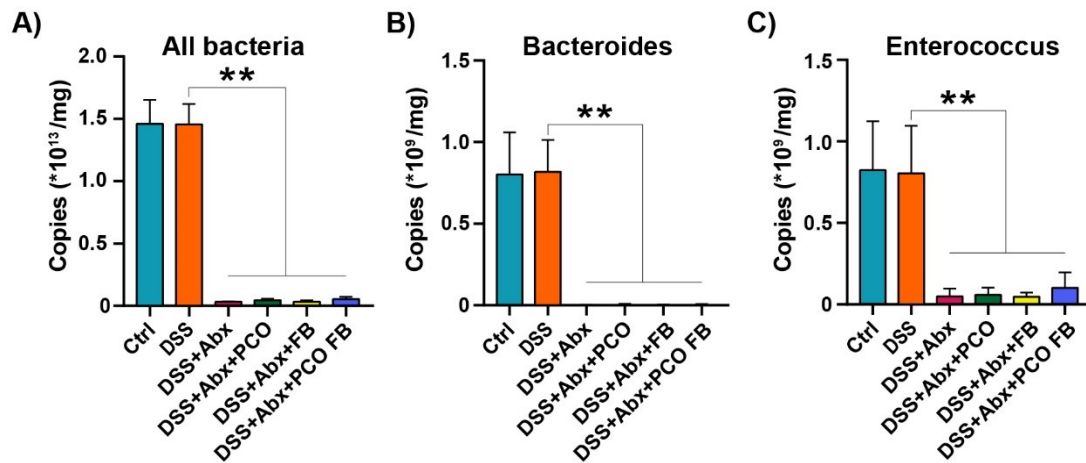 A)
All bacteria
Copies (*10¹³/mg)
2.0
1.5
1.0
0.5
0
**
Ctrl
DSS
DSS+Abx
DSS+Abx+PCO
DSS+Abx+FB
DSS+Abx+PCO FB
B)
Bacteroides
Copies (*10⁹/mg)
1.5
1.0
0.5
0
**
Ctrl
DSS
DSS+Abx
DSS+Abx+PCO
DSS+Abx+FB
DSS+Abx+PCO FB
C)
Enterococcus
Copies (*10⁹/mg)
1.5
1.0
0.5
0
**
Ctrl
DSS
DSS+Abx
DSS+Abx+PCO
DSS+Abx+FB
DSS+Abx+PCO FB